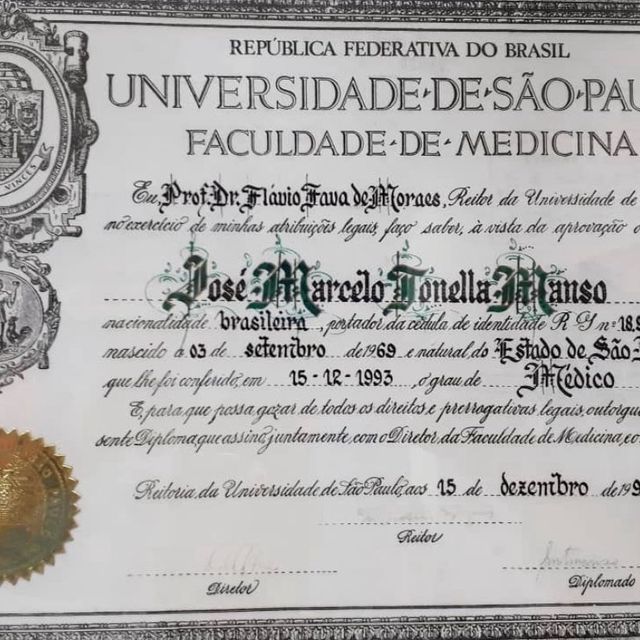 REPÚBLICA FEDERATIVA DO BRASIL
UNIVERSIDADE·DE·SÃO·PAU
FACULDADE·DE·MEDICINA
VINCES
Eu, Prof. Dr. Flávio Fava de Moraes, Reitor da Universidade de
no exercício de minhas atribuições legais, faço saber, à vista da aprovação o
José Marcelo Tonella Manso
nacionalidade brasileira, portador da cédula de identidade R G nº 18.9
nascido a 03 de setembro de 1969 e natural do Estado de São
que lhe foi conferido, em 15-12-1993, o grau de Médico
E, para que possa gozar de todos os direitos e prerrogativas legais, outorgue
sente Diploma, que assino juntamente, com o Diretor, da Faculdade de Medicina, e o
Reitoria, da Universidade de São Paulo, aos 15 de dezembro de 199
Reitor
Diretor
Diplomado